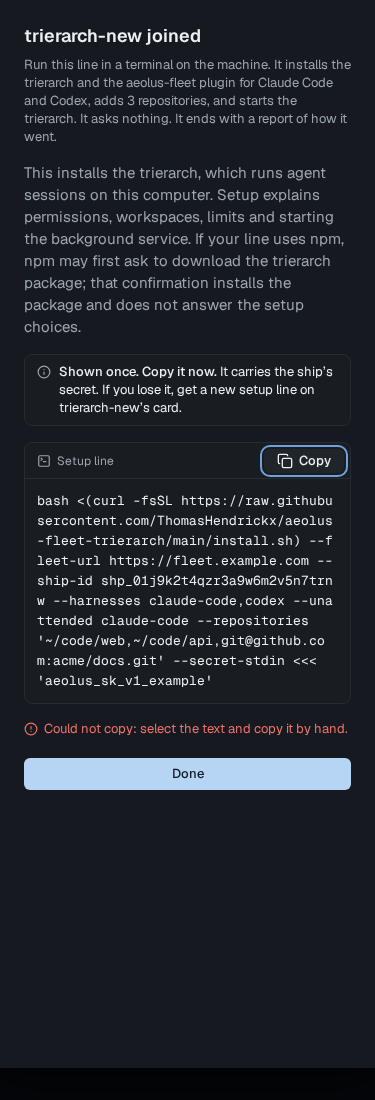 trierarch-new joined
Run this line in a terminal on the machine. It installs the
trierarch and the aeolus-fleet plugin for Claude Code
and Codex, adds 3 repositories, and starts the
trierarch. It asks nothing. It ends with a report of how it
went.
This installs the trierarch, which runs agent
sessions on this computer. Setup explains
permissions, workspaces, limits and starting
the background service. If your line uses npm,
npm may first ask to download the trierarch
package; that confirmation installs the
package and does not answer the setup
choices.
Shown once. Copy it now. It carries the ship's
secret. If you lose it, get a new setup line on
trierarch-new's card.
Setup line
Copy
bash <(curl -fsSL https://raw.githubu
sercontent.com/ThomasHendrickx/aeolus
-fleet-trierarch/main/install.sh) --f
leet-url https://fleet.example.com --
ship-id shp_01j9k2t4qzr3a9w6m2v5n7trn
w --harnesses claude-code,codex --una
ttended claude-code --repositories
'~/code/web,~/code/api,git@github.co
m:acme/docs.git' --secret-stdin <<<
'aeolus_sk_v1_example'
Could not copy: select the text and copy it by hand.
Done